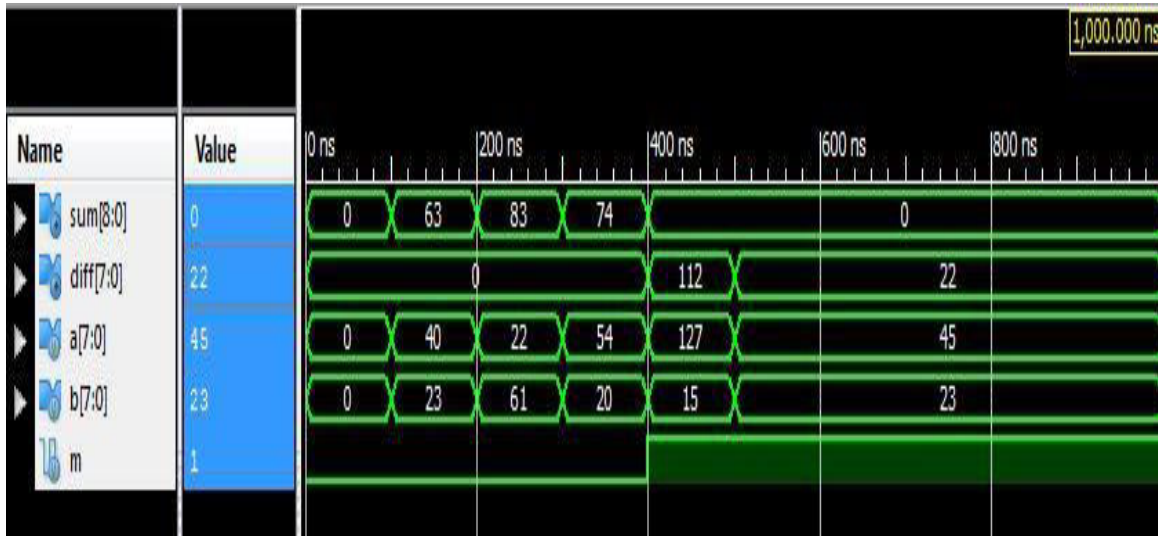 1,000.000 ns
Name Value 0 ns 200 ns 400 ns 600 ns 800 ns
sum[8:0] 0 0 63 83 74 0
diff[7:0] 22 0 112 22
a[7:0] 45 0 40 22 54 127 45
b[7:0] 23 0 23 61 20 15 23
m 1